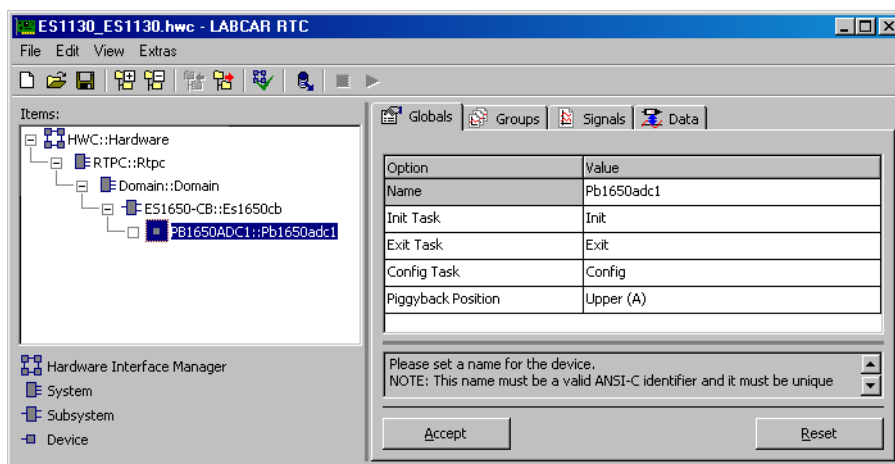 ES1130_ES1130.hwc - LABCAR RTC
File Edit View Extras
Items:
HWC::Hardware
RTPC::Rtpc
Domain::Domain
ES1650-CB::Es1650cb
PB1650ADC1::Pb1650adc1
Hardware Interface Manager
System
Subsystem
Device
Globals Groups Signals Data
Option Value
Name Pb1650adc1
Init Task Init
Exit Task Exit
Config Task Config
Piggyback Position Upper (A)
Please set a name for the device.
NOTE: This name must be a valid ANSI-C identifier and it must be unique
Accept Reset